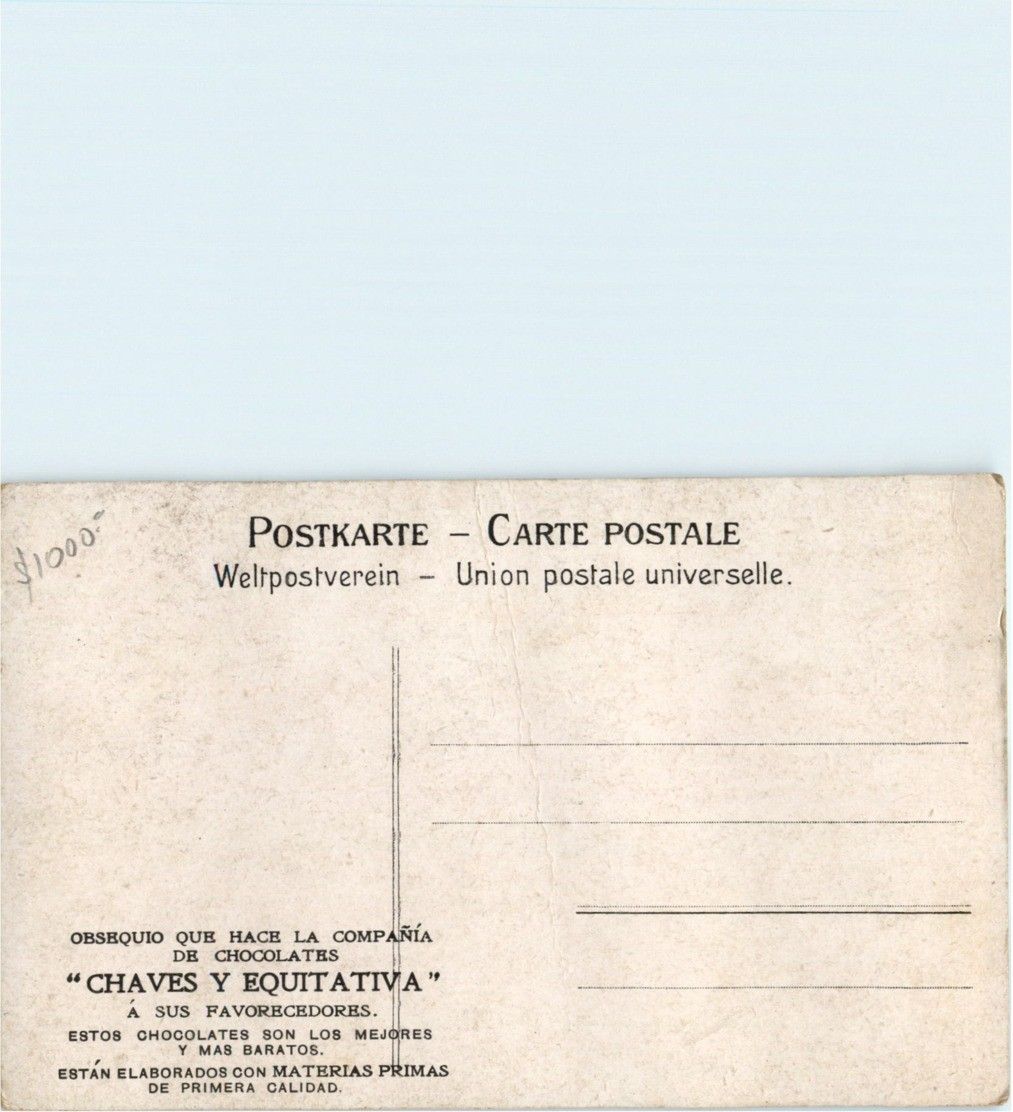 POSTKARTE – CARTE POSTALE
Weltpostverein – Union postale universelle.
$1000.-
OBSEQUIO QUE HACE LA COMPAÑÍA
DE CHOCOLATES
“CHAVES Y EQUITATIVA”
Á SUS FAVORECEDORES.
ESTOS CHOCOLATES SON LOS MEJORES
Y MAS BARATOS.
ESTÁN ELABORADOS CON MATERIAS PRIMAS
DE PRIMERA CALIDAD.